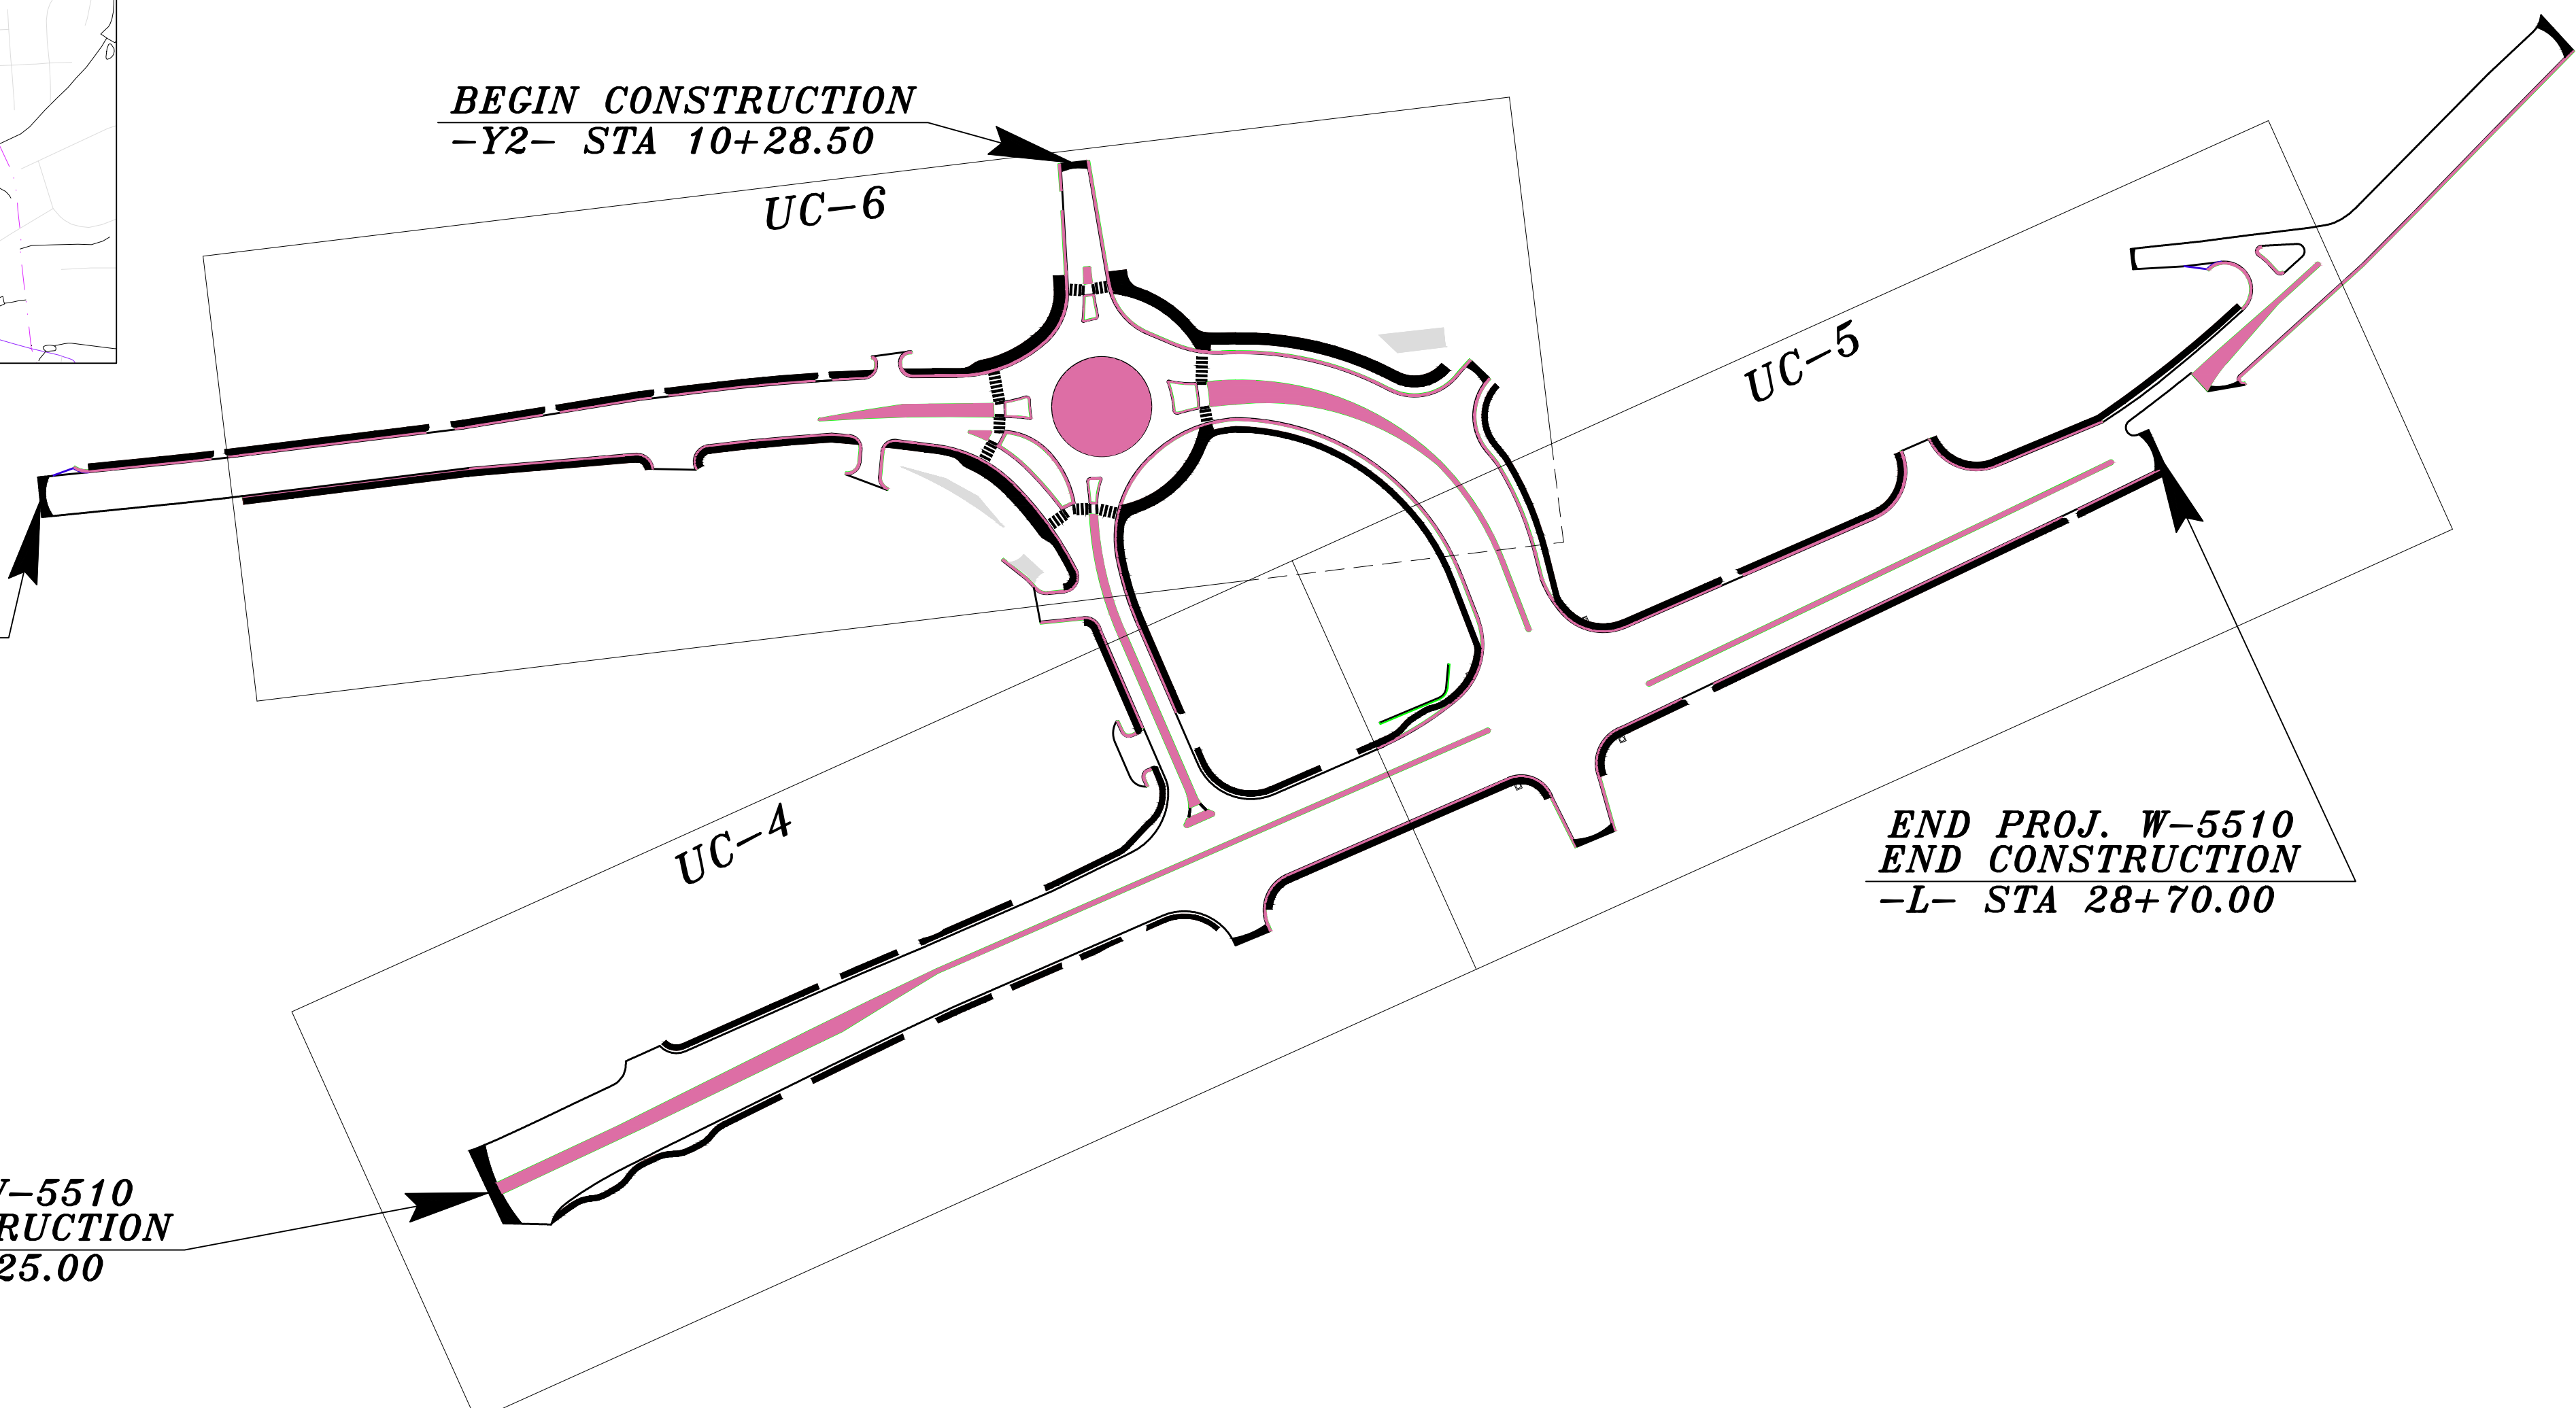 BEGIN CONSTRUCTION
-Y2- STA 10+28.50
UC-6
UC-5
UC-4
END PROJ. W-5510
END CONSTRUCTION
-L- STA 28+70.00
-5510
RUCTION
25.00